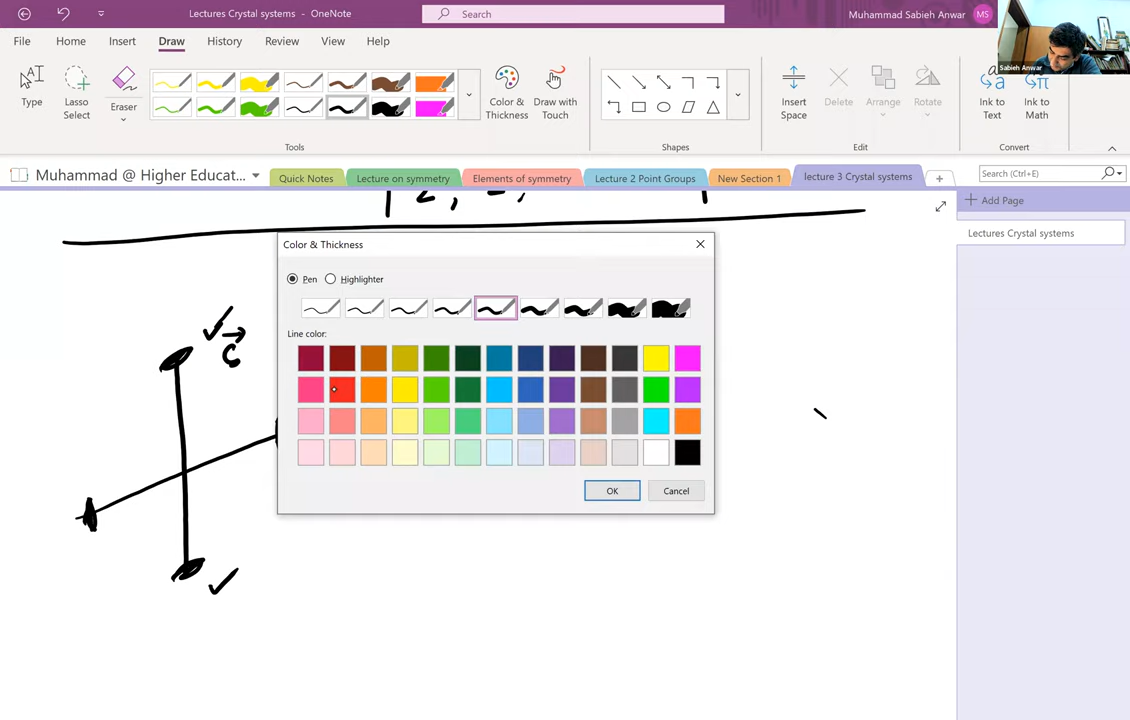 Lectures Crystal systems - OneNote
Search
Muhammad Sabieh Anwar
MS
File
Home
Insert
Draw
History
Review
View
Help
Sabieh Anwar
Type
Lasso
Select
Eraser
Color &
Thickness
Draw with
Touch
Insert
Space
Delete
Arrange
Rotate
Ink to
Text
Ink to
Math
Tools
Shapes
Edit
Convert
Muhammad @ Higher Educat...
Quick Notes
Lecture on symmetry
Elements of symmetry
Lecture 2 Point Groups
New Section 1
lecture 3 Crystal systems
Search (Ctrl+E)
Add Page
Lectures Crystal systems
Color & Thickness
Pen
Highlighter
Line color:
OK
Cancel
c